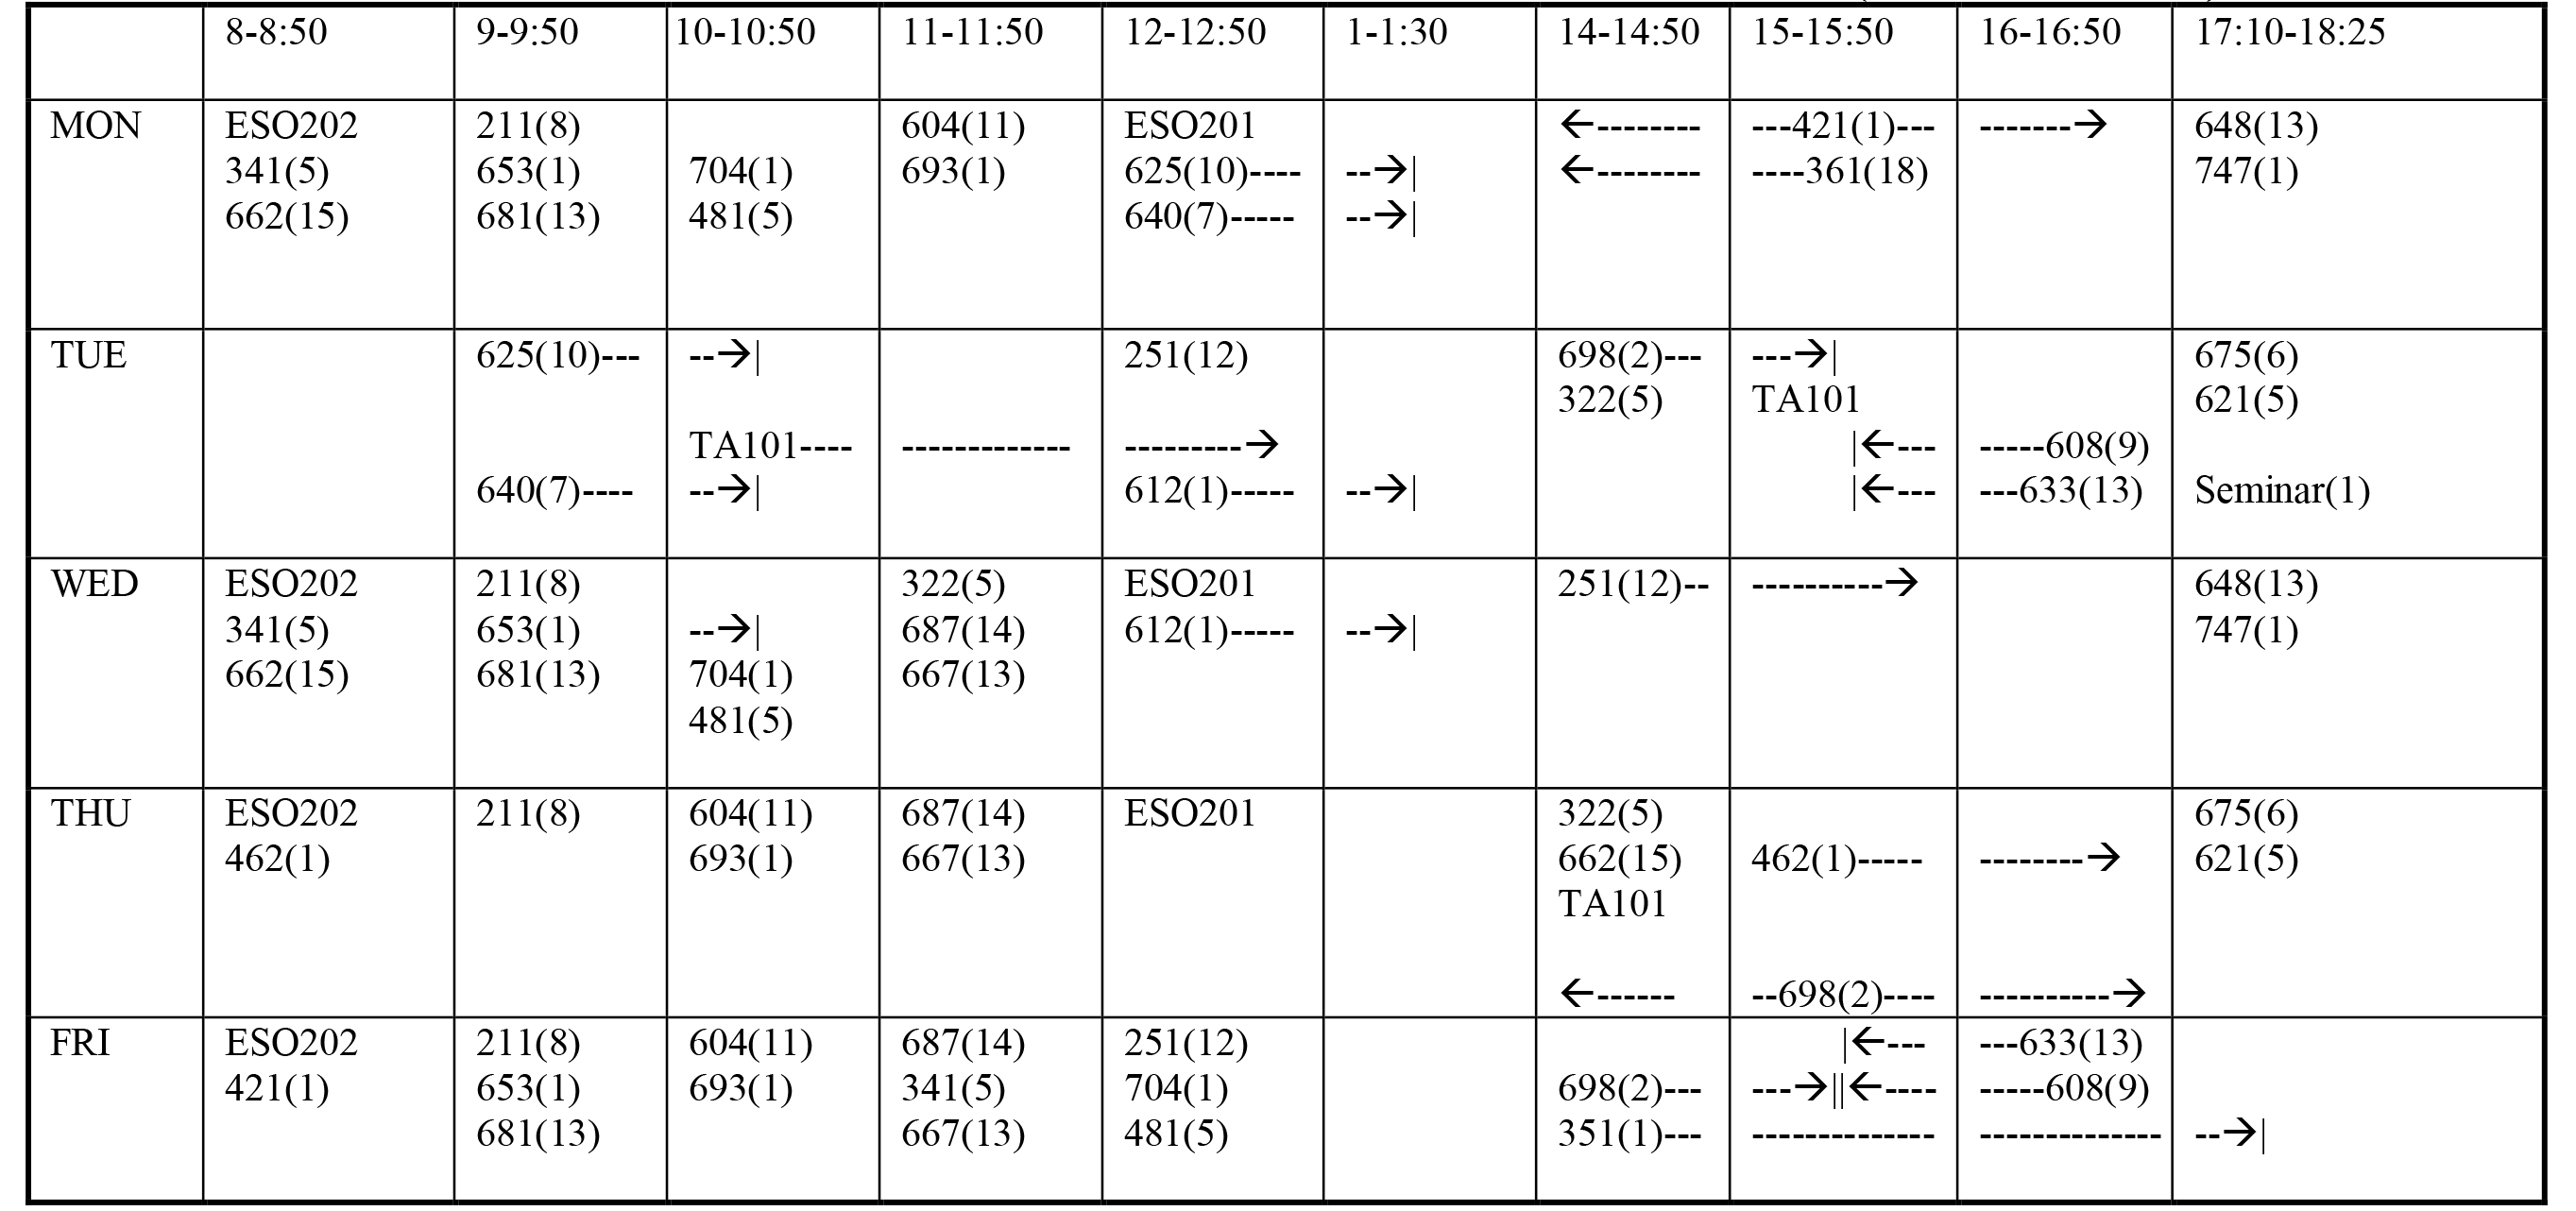 8-8:50 9-9:50 10-10:50 11-11:50 12-12:50 1-1:30 14-14:50 15-15:50 16-16:50 17:10-18:25
MON ESO202 211(8) 604(11) ESO201 ←-------- ---421(1)--- -------→ 648(13)
341(5) 653(1) 704(1) 693(1) 625(10)---- --→| ←-------- ----361(18) 747(1)
662(15) 681(13) 481(5) 640(7)----- --→|
TUE 625(10)--- --→| 251(12) 698(2)--- ---→| 675(6)
322(5) TA101 621(5)
TA101---- ------------- ---------→ |←--- -----608(9)
640(7)---- --→| 612(1)----- --→| |←--- ---633(13) Seminar(1)
WED ESO202 211(8) 322(5) ESO201 251(12)-- ----------→ 648(13)
341(5) 653(1) --→| 687(14) 612(1)----- --→| 747(1)
662(15) 681(13) 704(1) 667(13)
481(5)
THU ESO202 211(8) 604(11) 687(14) ESO201 322(5) 675(6)
462(1) 693(1) 667(13) 662(15) 462(1)----- --------→ 621(5)
TA101
←------ --698(2)---- ----------→
FRI ESO202 211(8) 604(11) 687(14) 251(12) |←--- ---633(13)
421(1) 653(1) 693(1) 341(5) 704(1) 698(2)--- ---→||←---- -----608(9)
681(13) 667(13) 481(5) 351(1)--- -------------- -------------- --→|